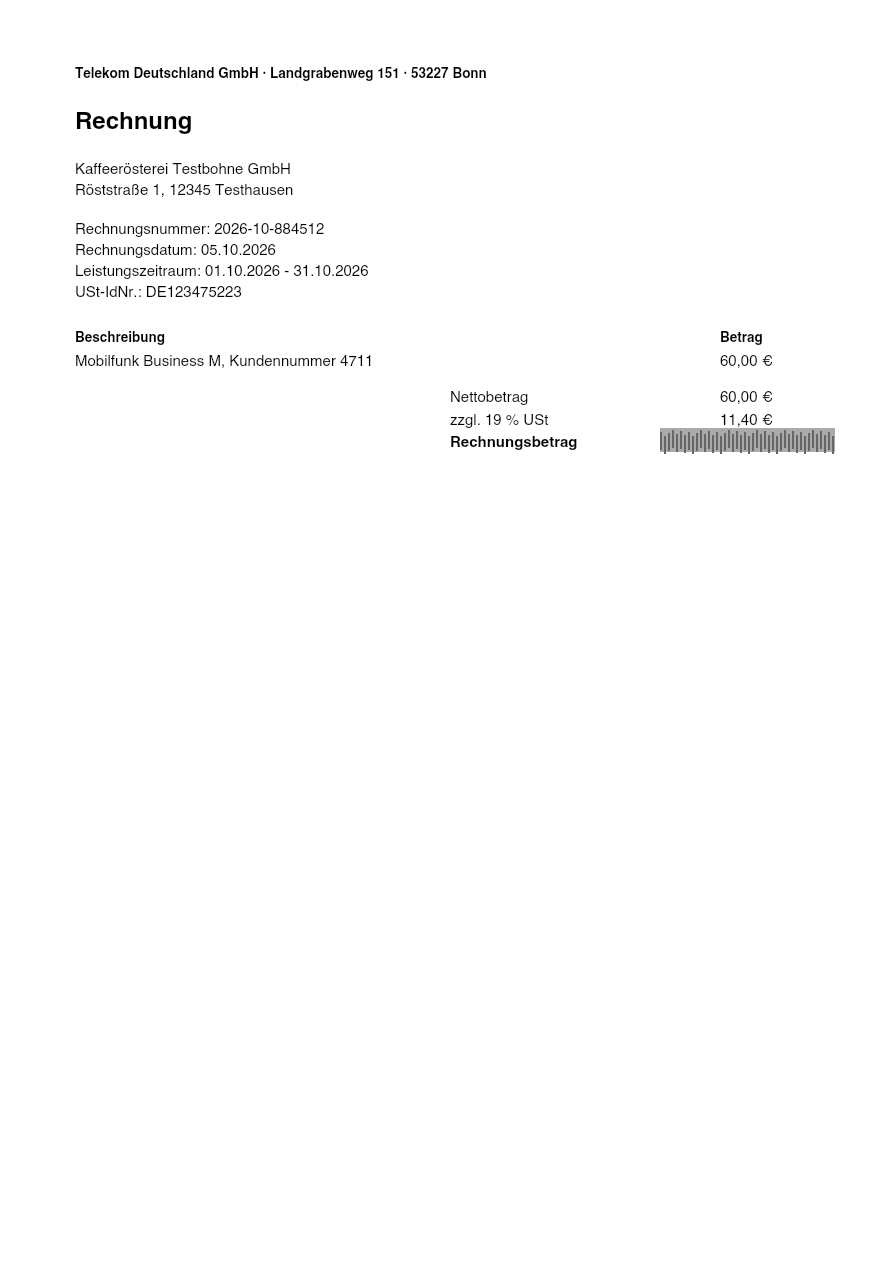 Telekom Deutschland GmbH · Landgrabenweg 151 · 53227 Bonn
Rechnung
Kaffeerösterei Testbohne GmbH
Röststraße 1, 12345 Testhausen
Rechnungsnummer: 2026-10-884512
Rechnungsdatum: 05.10.2026
Leistungszeitraum: 01.10.2026 - 31.10.2026
USt-IdNr.: DE123475223
Beschreibung Betrag
Mobilfunk Business M, Kundennummer 4711 60,00 €
Nettobetrag 60,00 €
zzgl. 19 % USt 11,40 €
Rechnungsbetrag